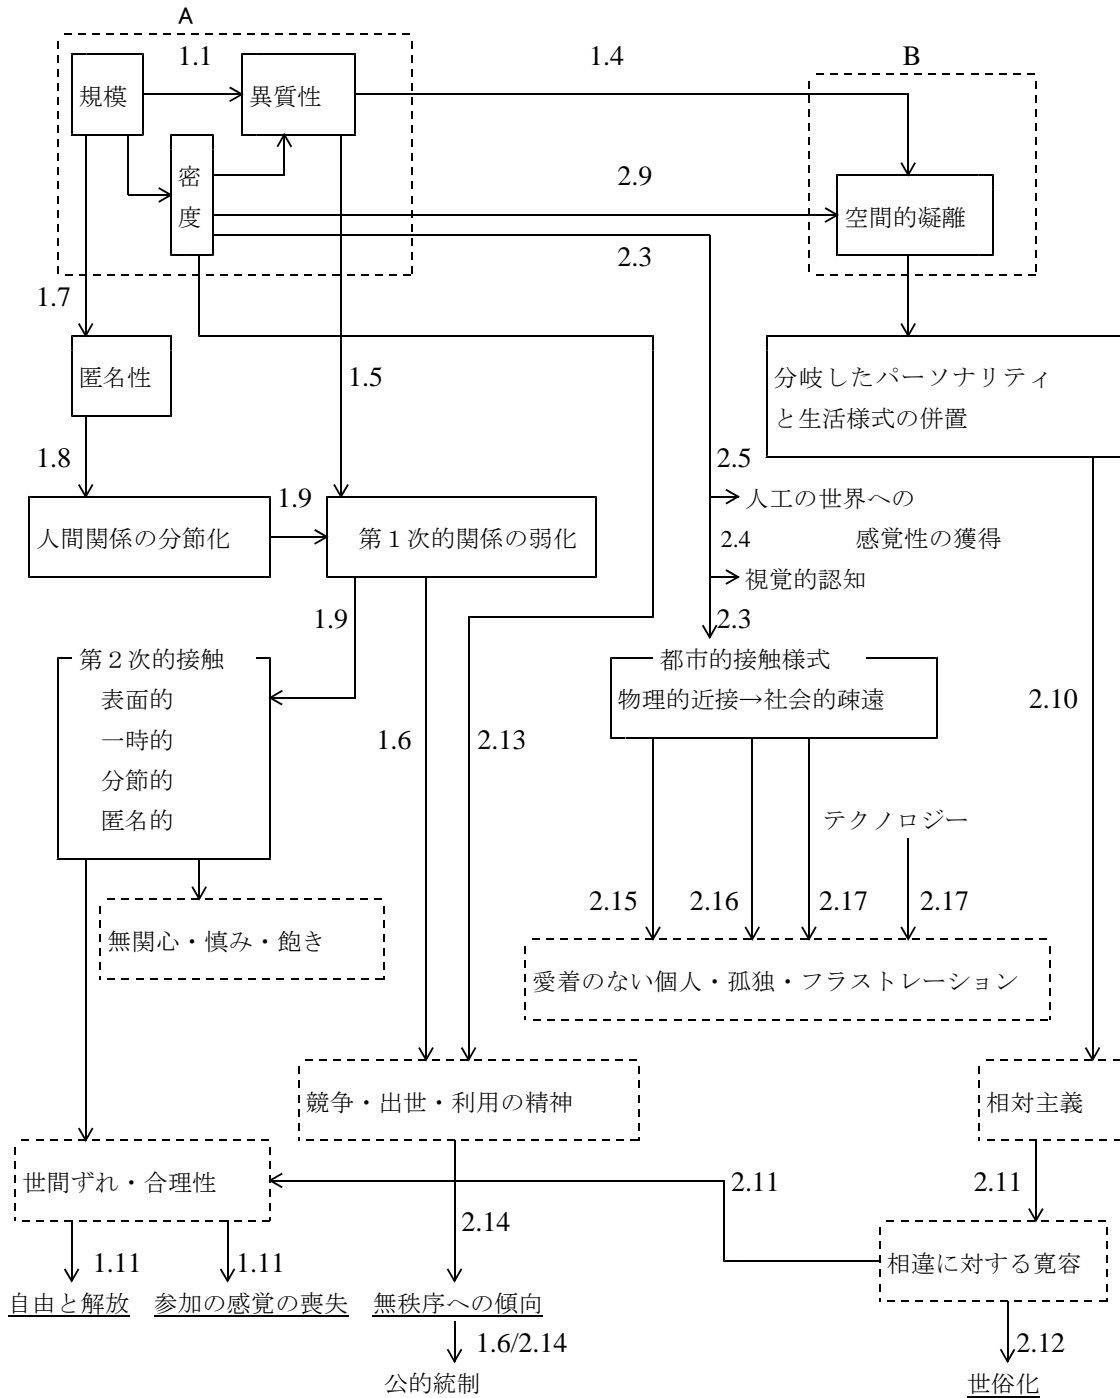 A
1.1
1.4
B
規模
異質性
密
度
2.9
空間的凝離
2.3
1.7
匿名性
1.5
分岐したパーソナリティ
と生活様式の併置
1.8
2.5
1.9
人工の世界への
人間関係の分節化
第１次的関係の弱化
2.4
感覚性の獲得
視覚的認知
1.9
2.3
第２次的接触
都市的接触様式
表面的
物理的近接→社会的疎遠
2.10
一時的
1.6
2.13
分節的
匿名的
テクノロジー
2.15
2.16
2.17
2.17
無関心・慎み・飽き
愛着のない個人・孤独・フラストレーション
競争・出世・利用の精神
相対主義
世間ずれ・合理性
2.11
2.11
2.14
1.11
1.11
相違に対する寛容
自由と解放
参加の感覚の喪失
無秩序への傾向
1.6/2.14
2.12
公的統制
世俗化